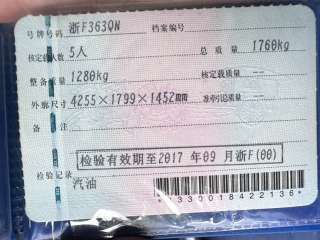 号牌号码 浙F363QN 档案编号
核定载人数 5人 总质量 1760kg
整备质量 1280kg 核定载质量 --
外廓尺寸 4255×1799×1452mm 准牵引总质量 --
备注
检验有效期至2017 年09 月浙F(00)
检验记录
汽油
*3330018422136*